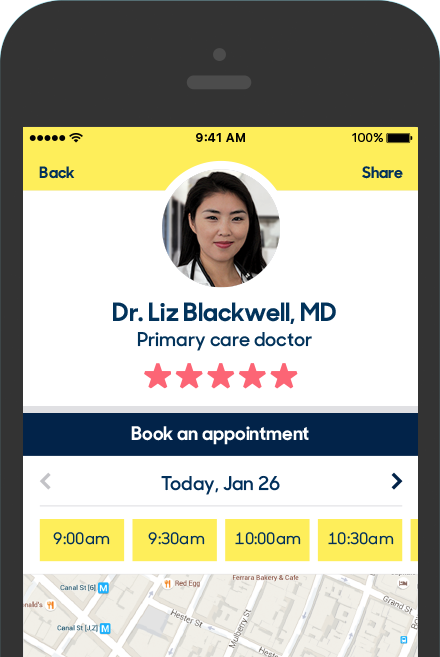 9:41 AM 100%
Back Share
Dr. Liz Blackwell, MD
Primary care doctor
Book an appointment
Today, Jan 26
9:00am 9:30am 10:00am 10:30am
Canal St [6] M
Red Egg
Ferrara Bakery & Cafe
nald's
Hester St
Mulberry St
Grand St
Canal St [J,Z] M
Hester St